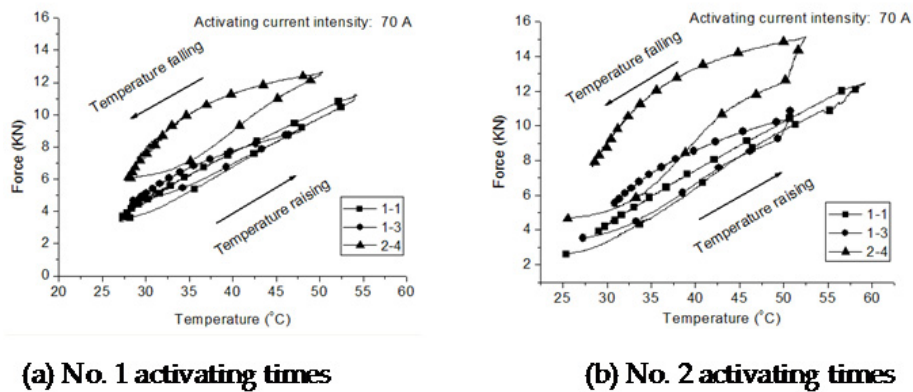 Activating current intensity: 70 A
Force (KN)
16
14
12
10
8
6
4
2
0
Temperature falling
Temperature raising
1-1
1-3
2-4
20 25 30 35 40 45 50 55 60
Temperature (°C)
(a) No. 1 activating times
Activating current intensity: 70 A
Force (KN)
16
14
12
10
8
6
4
2
Temperature falling
Temperature raising
1-1
1-3
2-4
25 30 35 40 45 50 55 60
Temperature (°C)
(b) No. 2 activating times